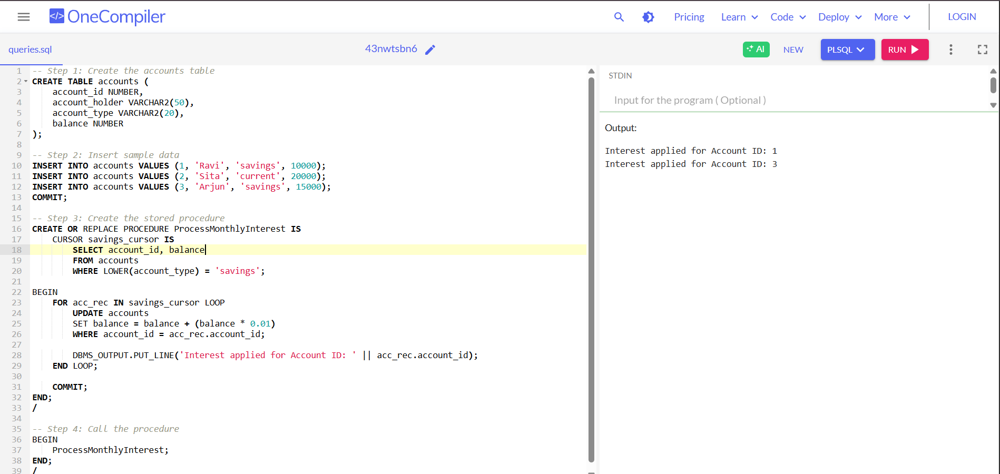 </> OneCompiler
Pricing Learn Code Deploy More LOGIN
queries.sql
43nwtsbn6
AI NEW PLSQL RUN
1 -- Step 1: Create the accounts table
2 CREATE TABLE accounts (
3     account_id NUMBER,
4     account_holder VARCHAR2(50),
5     account_type VARCHAR2(20),
6     balance NUMBER
7 );
8
9 -- Step 2: Insert sample data
10 INSERT INTO accounts VALUES (1, 'Ravi', 'savings', 10000);
11 INSERT INTO accounts VALUES (2, 'Sita', 'current', 20000);
12 INSERT INTO accounts VALUES (3, 'Arjun', 'savings', 15000);
13 COMMIT;
14
15 -- Step 3: Create the stored procedure
16 CREATE OR REPLACE PROCEDURE ProcessMonthlyInterest IS
17     CURSOR savings_cursor IS
18         SELECT account_id, balance
19         FROM accounts
20         WHERE LOWER(account_type) = 'savings';
21
22 BEGIN
23     FOR acc_rec IN savings_cursor LOOP
24         UPDATE accounts
25         SET balance = balance + (balance * 0.01)
26         WHERE account_id = acc_rec.account_id;
27
28         DBMS_OUTPUT.PUT_LINE('Interest applied for Account ID: ' || acc_rec.account_id);
29     END LOOP;
30
31     COMMIT;
32 END;
33 /
34
35 -- Step 4: Call the procedure
36 BEGIN
37     ProcessMonthlyInterest;
38 END;
39 /
STDIN
Input for the program ( Optional )
Output:
Interest applied for Account ID: 1
Interest applied for Account ID: 3